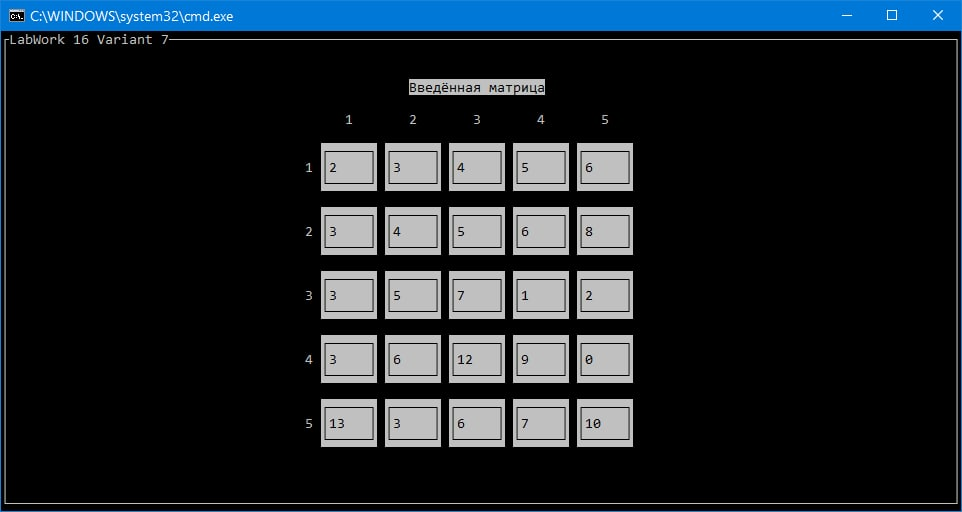 C:\WINDOWS\system32\cmd.exe
LabWork 16 Variant 7
Введённая матрица
1 2 3 4 5
1 2 3 4 5 6
2 3 4 5 6 8
3 3 5 7 1 2
4 3 6 12 9 0
5 13 3 6 7 10